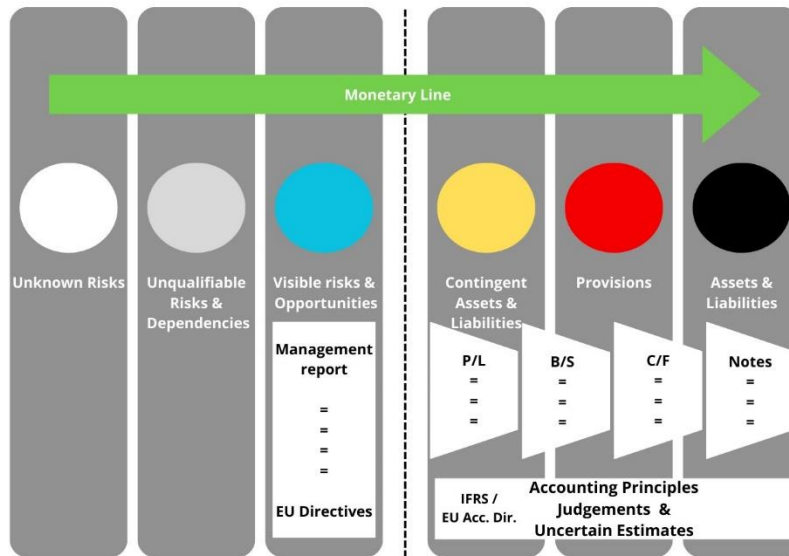 Monetary Line
Unknown Risks
Unqualifiable
Risks &
Dependencies
Visible risks &
Opportunities
Contingent
Assets &
Liabilities
Provisions
Assets &
Liabilities
Management
report
=
=
=
=
EU Directives
P/L
=
=
=
B/S
=
=
=
C/F
=
=
=
Notes
=
=
=
IFRS /
EU Acc. Dir.
Accounting Principles
Judgements &
Uncertain Estimates